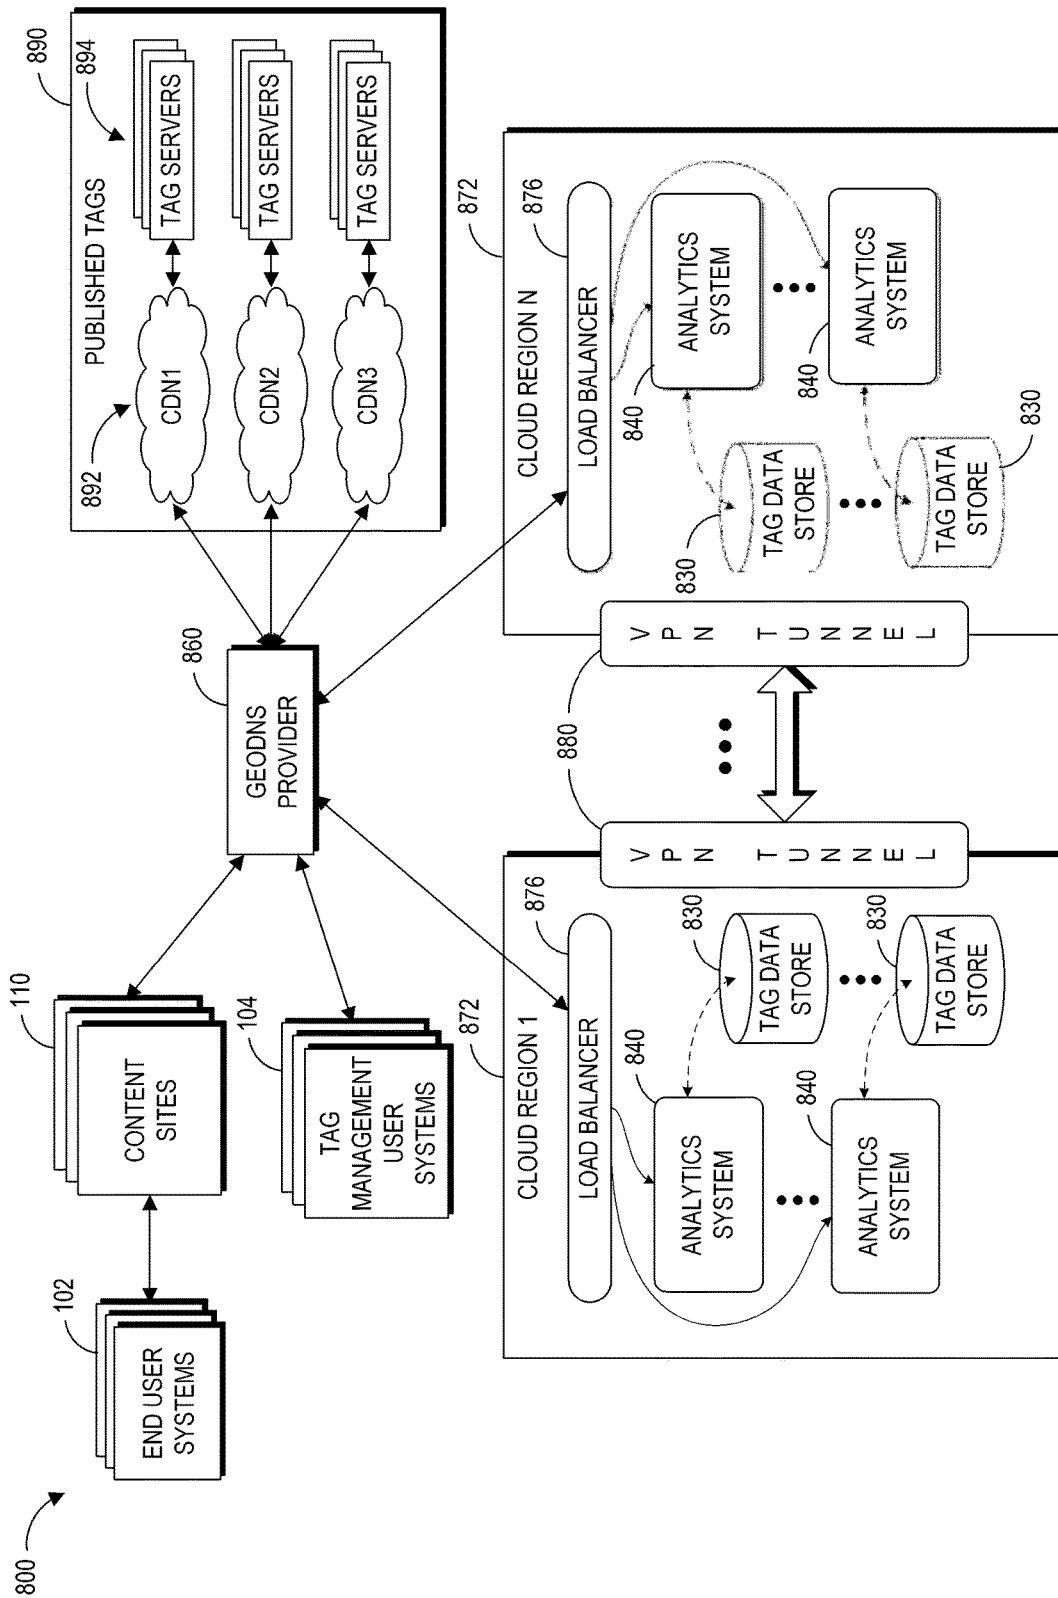 800
102
END USER
SYSTEMS
110
CONTENT
SITES
104
TAG
MANAGEMENT
USER
SYSTEMS
860
GEODNS
PROVIDER
890
PUBLISHED TAGS
892
894
CDN1
TAG SERVERS
CDN2
TAG SERVERS
CDN3
TAG SERVERS
872
CLOUD REGION 1
876
LOAD BALANCER
840
ANALYTICS
SYSTEM
830
TAG DATA
STORE
840
ANALYTICS
SYSTEM
830
TAG DATA
STORE
VPN TUNNEL
880
VPN TUNNEL
872
CLOUD REGION N
876
LOAD BALANCER
830
TAG DATA
STORE
840
ANALYTICS
SYSTEM
830
TAG DATA
STORE
840
ANALYTICS
SYSTEM